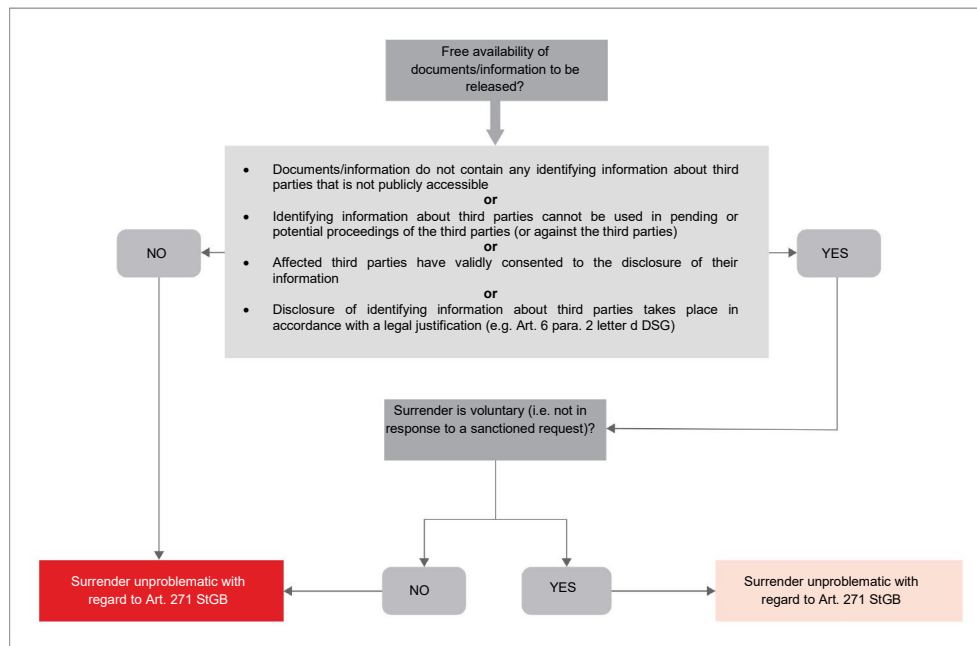 Free availability of
documents/information to be
released?
• Documents/information do not contain any identifying information about third
parties that is not publicly accessible
or
• Identifying information about third parties cannot be used in pending or
potential proceedings of the third parties (or against the third parties)
or
• Affected third parties have validly consented to the disclosure of their
information
or
• Disclosure of identifying information about third parties takes place in
accordance with a legal justification (e.g. Art. 6 para. 2 letter d DSG)
NO
YES
Surrender is voluntary (i.e. not in
response to a sanctioned request)?
NO
YES
Surrender unproblematic with
regard to Art. 271 StGB
Surrender unproblematic with
regard to Art. 271 StGB